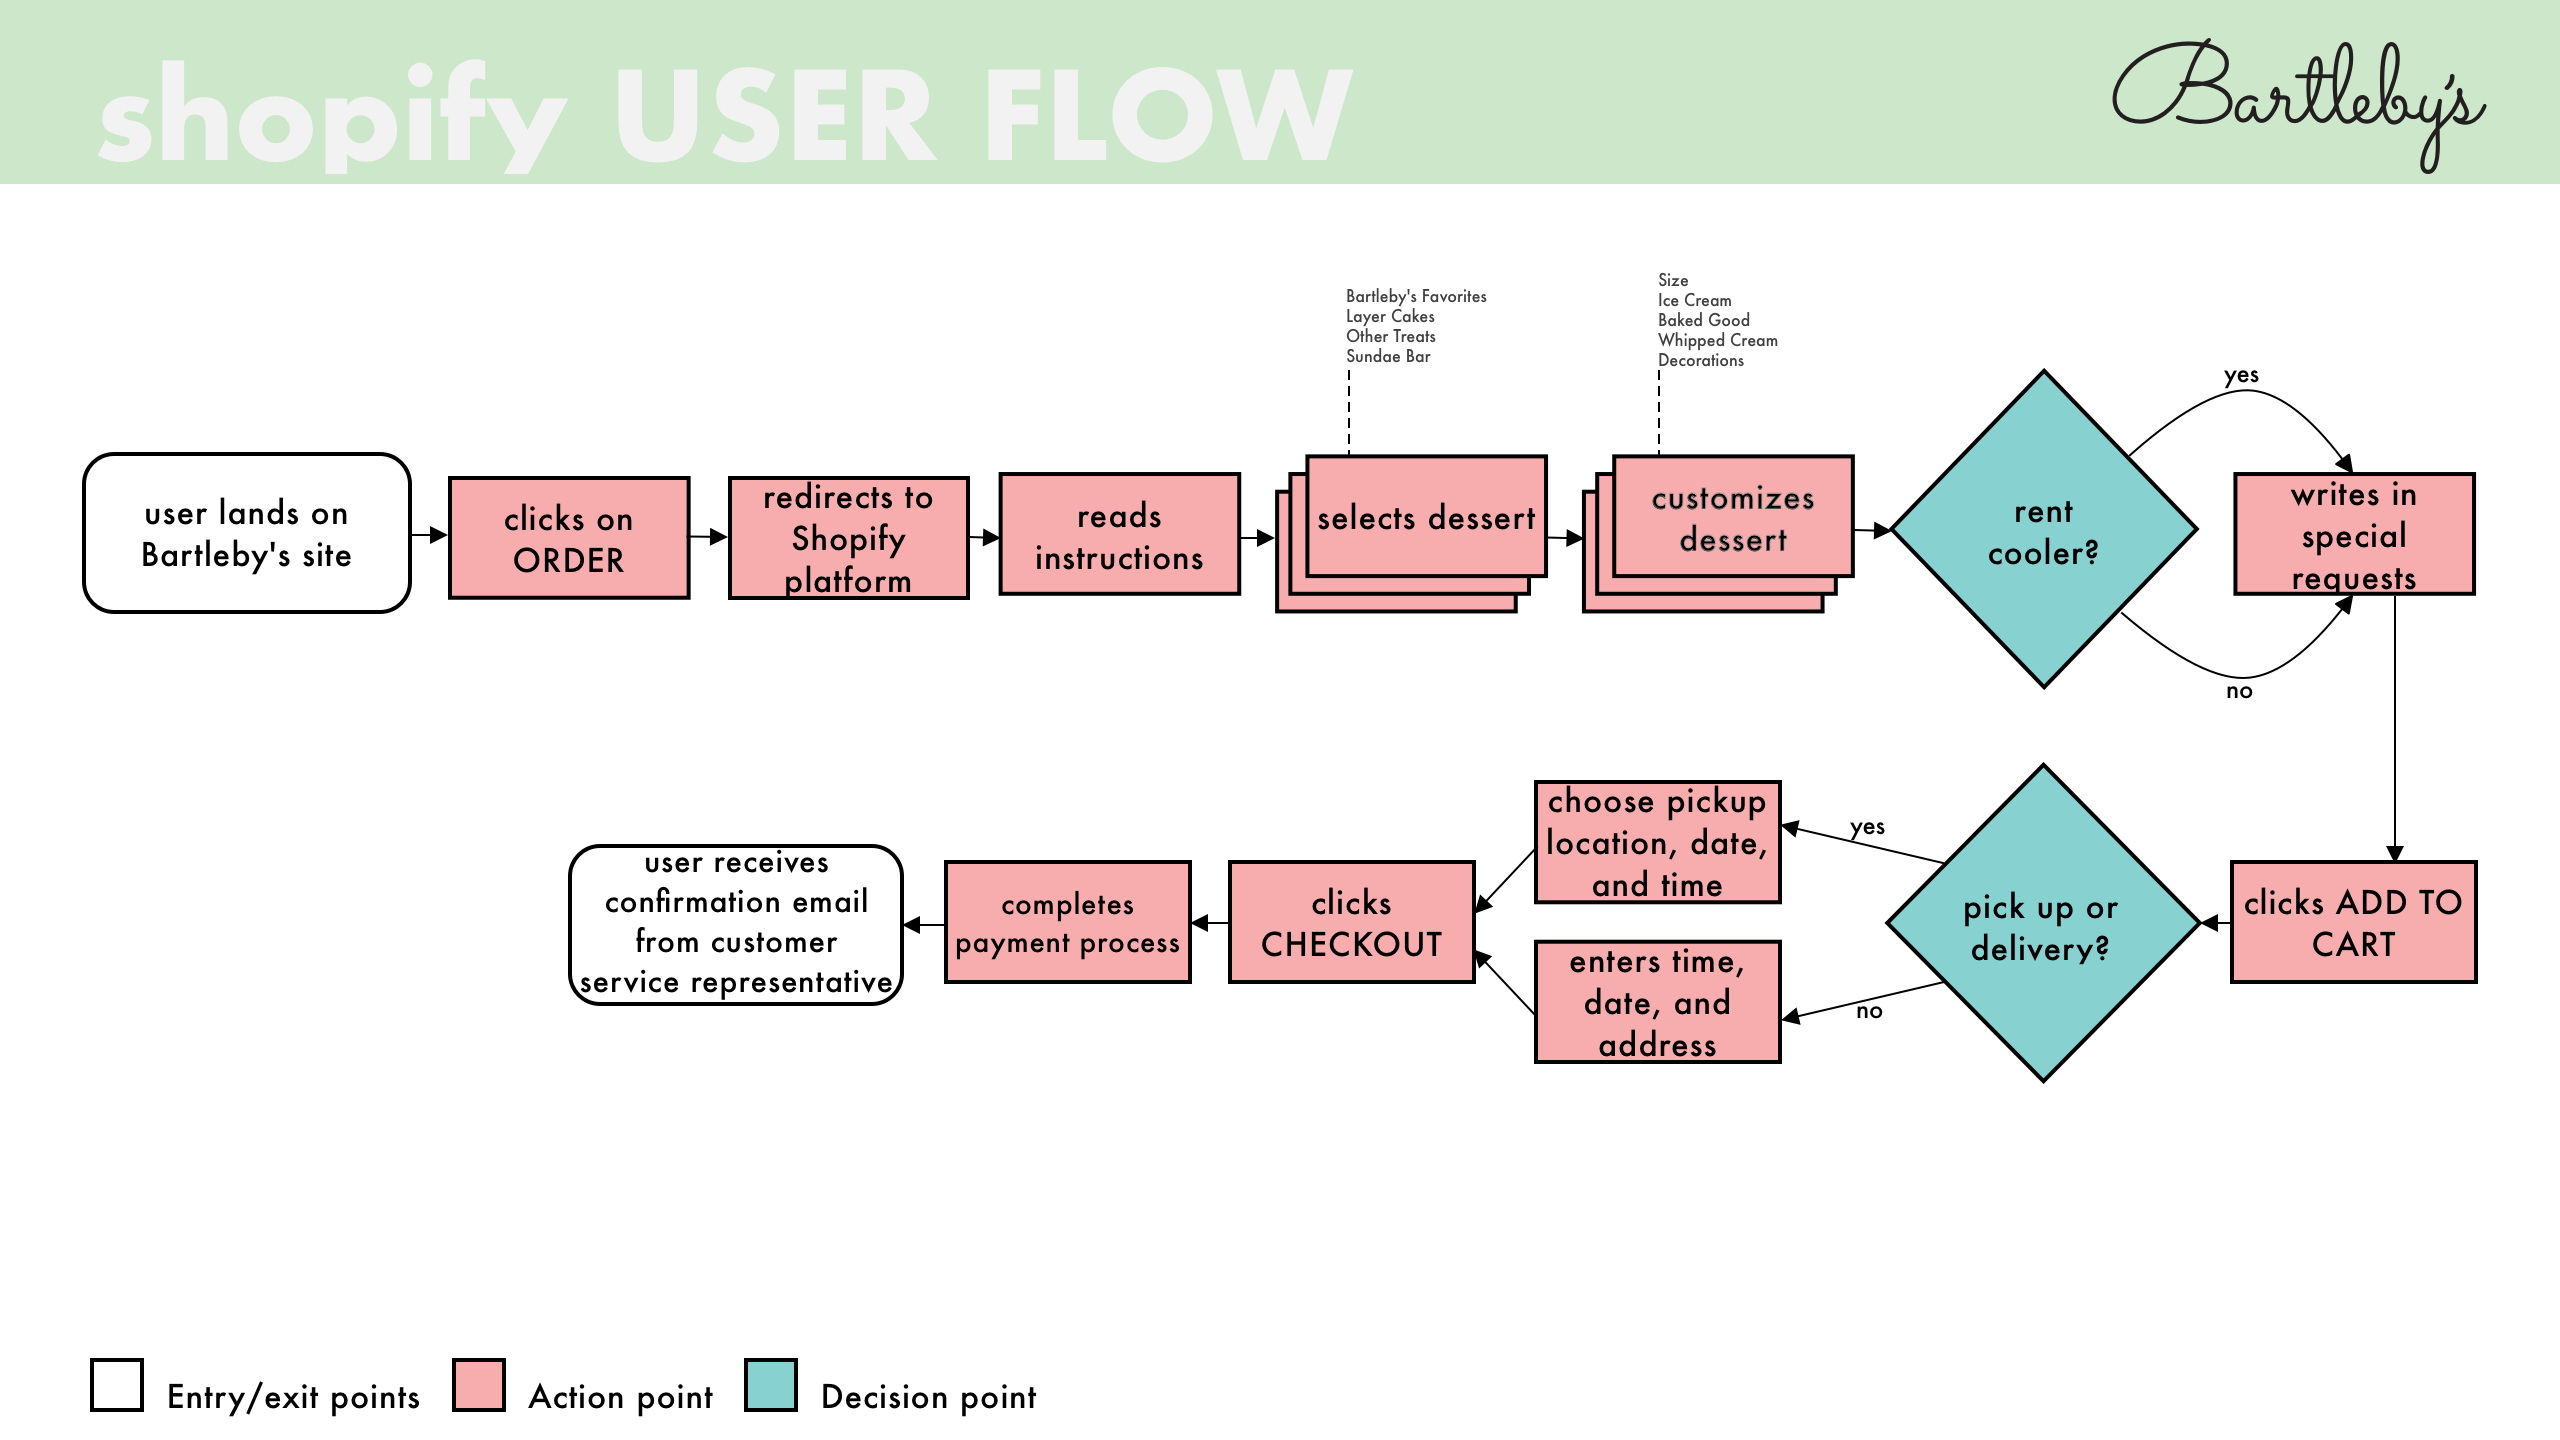 shopify USER FLOW
Bartleby's
Size
Ice Cream
Baked Good
Whipped Cream
Decorations
Bartleby's Favorites
Layer Cakes
Other Treats
Sundae Bar
user lands on
Bartleby's site
clicks on
ORDER
redirects to
Shopify
platform
reads
instructions
selects dessert
customizes
dessert
rent
cooler?
yes
no
writes in
special
requests
clicks ADD TO
CART
pick up or
delivery?
yes
no
choose pickup
location, date,
and time
enters time,
date, and
address
clicks
CHECKOUT
completes
payment process
user receives
confirmation email
from customer
service representative
Entry/exit points
Action point
Decision point